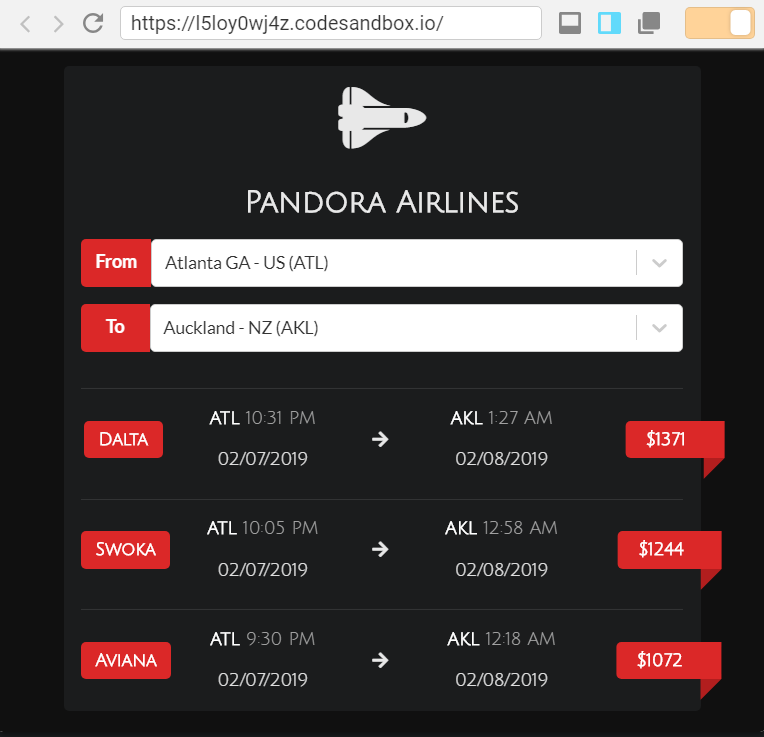 https://l5loy0wj4z.codesandbox.io/
Pandora Airlines
From Atlanta GA - US (ATL)
To Auckland - NZ (AKL)
Dalta ATL 10:31 PM AKL 1:27 AM $1371
02/07/2019 02/08/2019
Swoka ATL 10:05 PM AKL 12:58 AM $1244
02/07/2019 02/08/2019
Aviana ATL 9:30 PM AKL 12:18 AM $1072
02/07/2019 02/08/2019